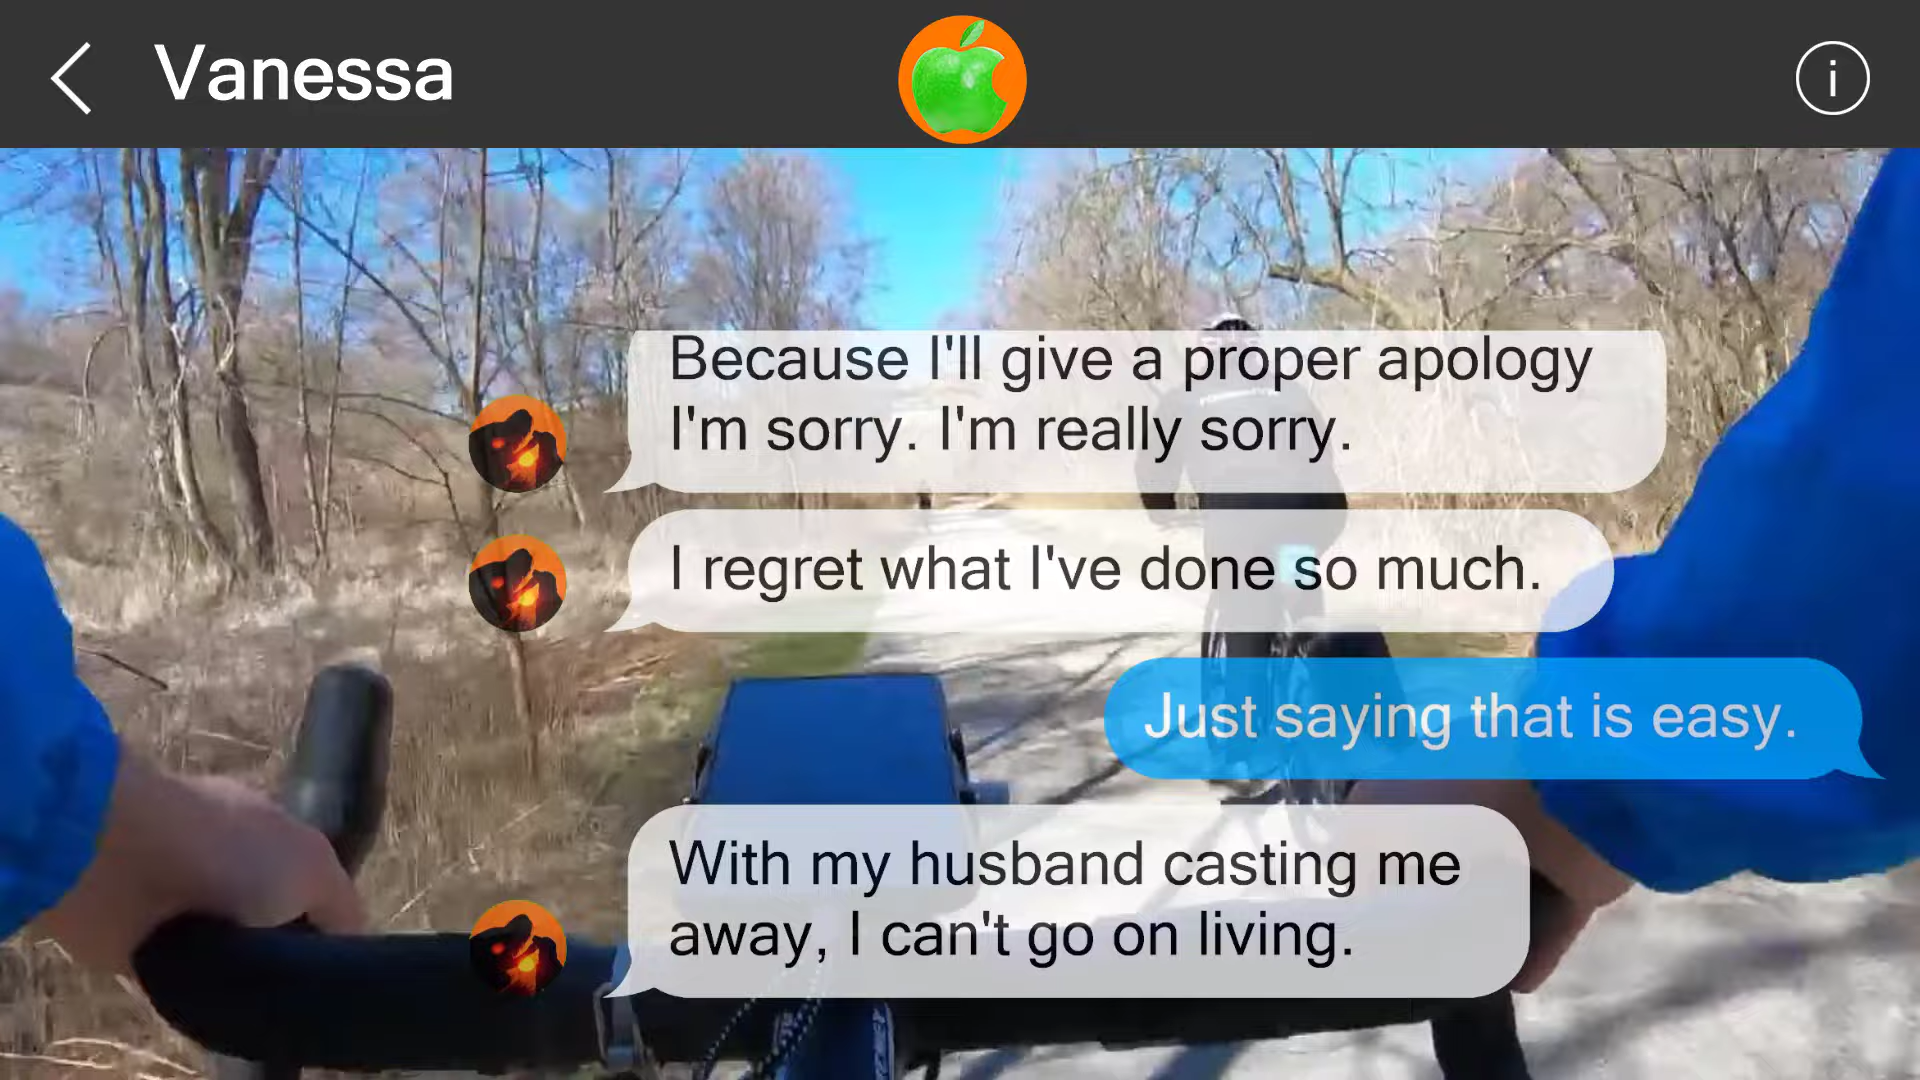 Vanessa
i
Because I'll give a proper apology
I'm sorry. I'm really sorry.
I regret what I've done so much.
Just saying that is easy.
With my husband casting me
away, I can't go on living.